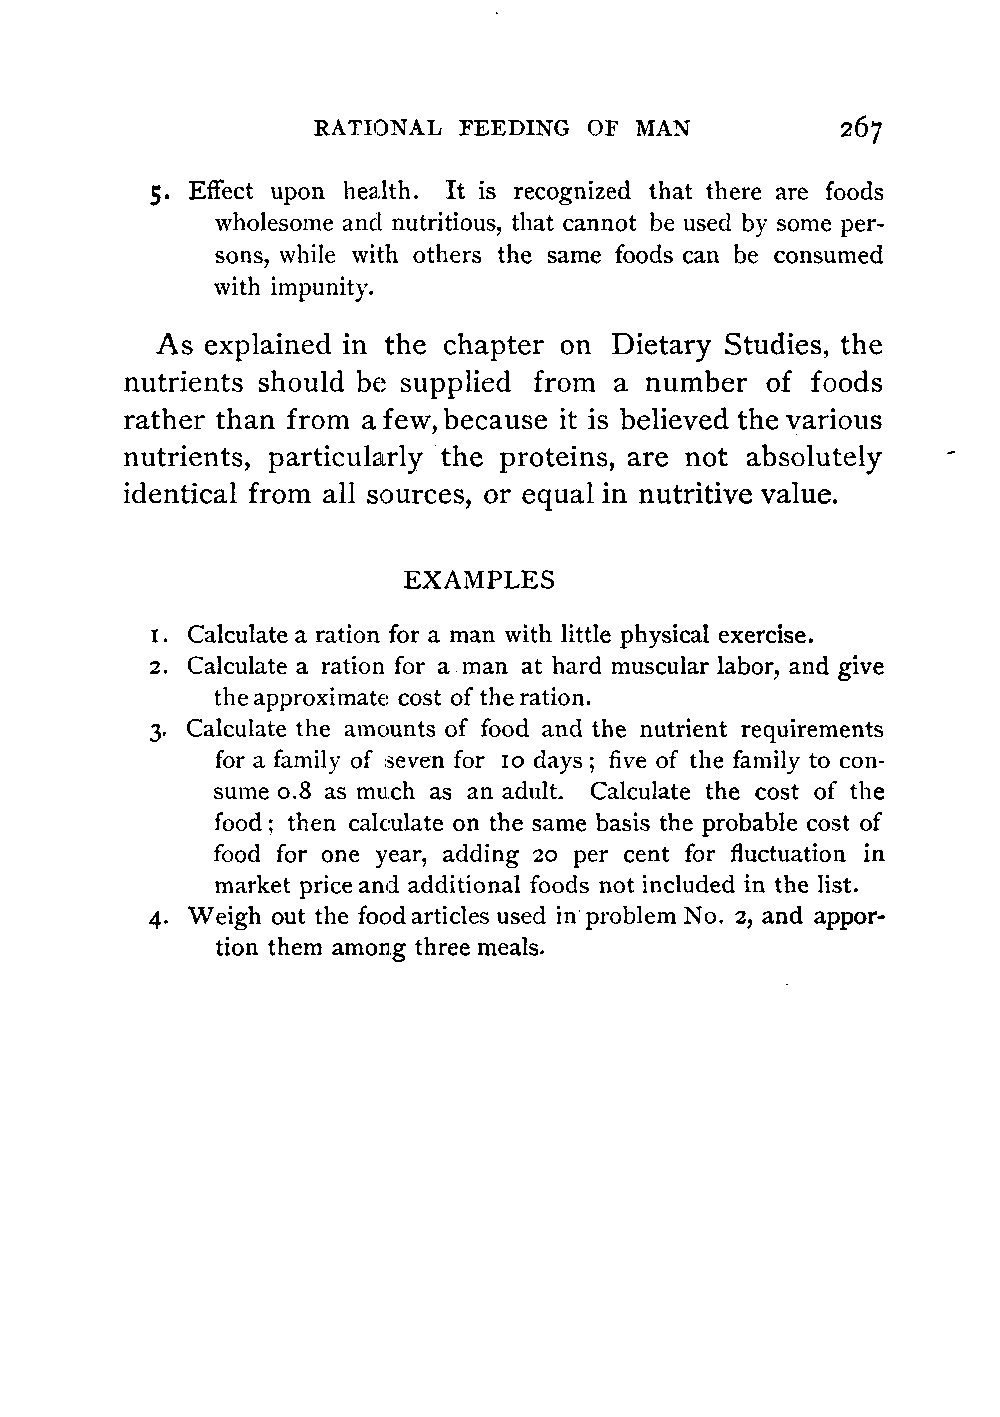 RATIONAL FEEDING OF MAN 267
5. Effect upon health. It is recognized that there are foods
wholesome and nutritious, that cannot be used by some per-
sons, while with others the same foods can be consumed
with impunity.
As explained in the chapter on Dietary Studies, the
nutrients should be supplied from a number of foods
rather than from a few, because it is believed the various
nutrients, particularly the proteins, are not absolutely
identical from all sources, or equal in nutritive value.
EXAMPLES
1. Calculate a ration for a man with little physical exercise.
2. Calculate a ration for a man at hard muscular labor, and give
the approximate cost of the ration.
3. Calculate the amounts of food and the nutrient requirements
for a family of seven for 10 days; five of the family to con-
sume 0.8 as much as an adult. Calculate the cost of the
food; then calculate on the same basis the probable cost of
food for one year, adding 20 per cent for fluctuation in
market price and additional foods not included in the list.
4. Weigh out the food articles used in problem No. 2, and appor-
tion them among three meals.